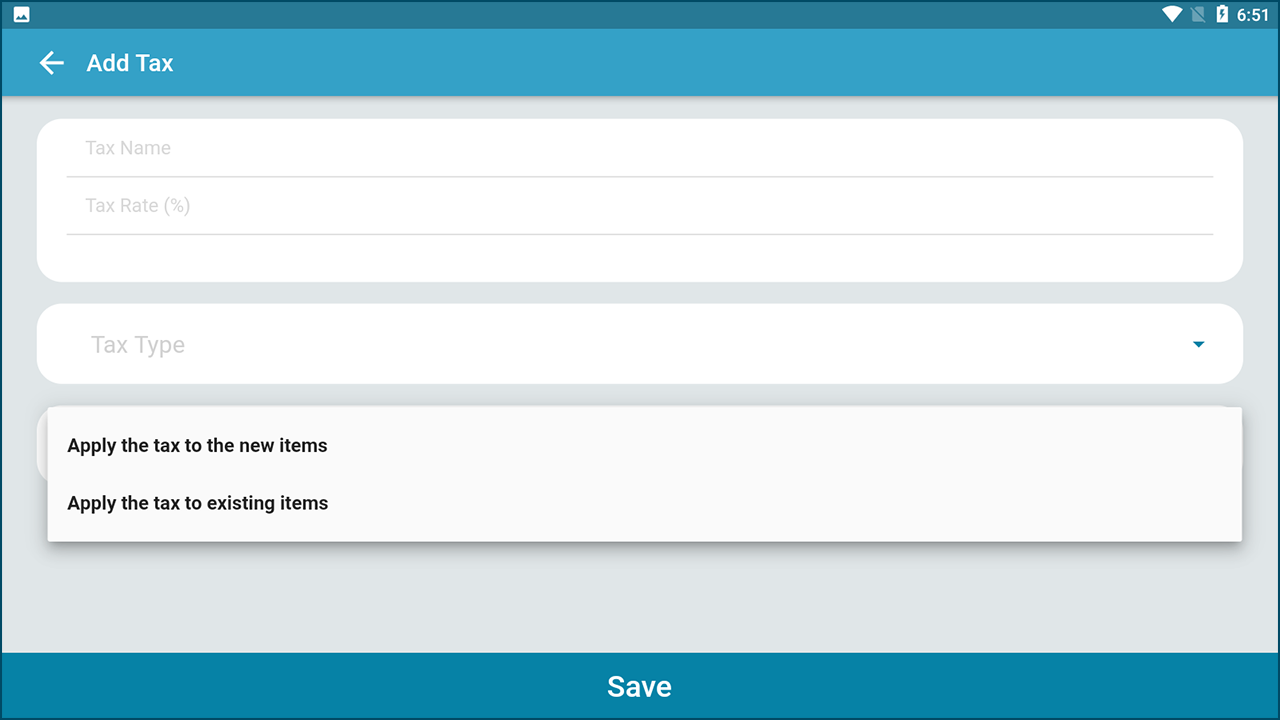 6:51
Add Tax
Tax Name
Tax Rate (%)
Tax Type
Apply the tax to the new items
Apply the tax to existing items
Save